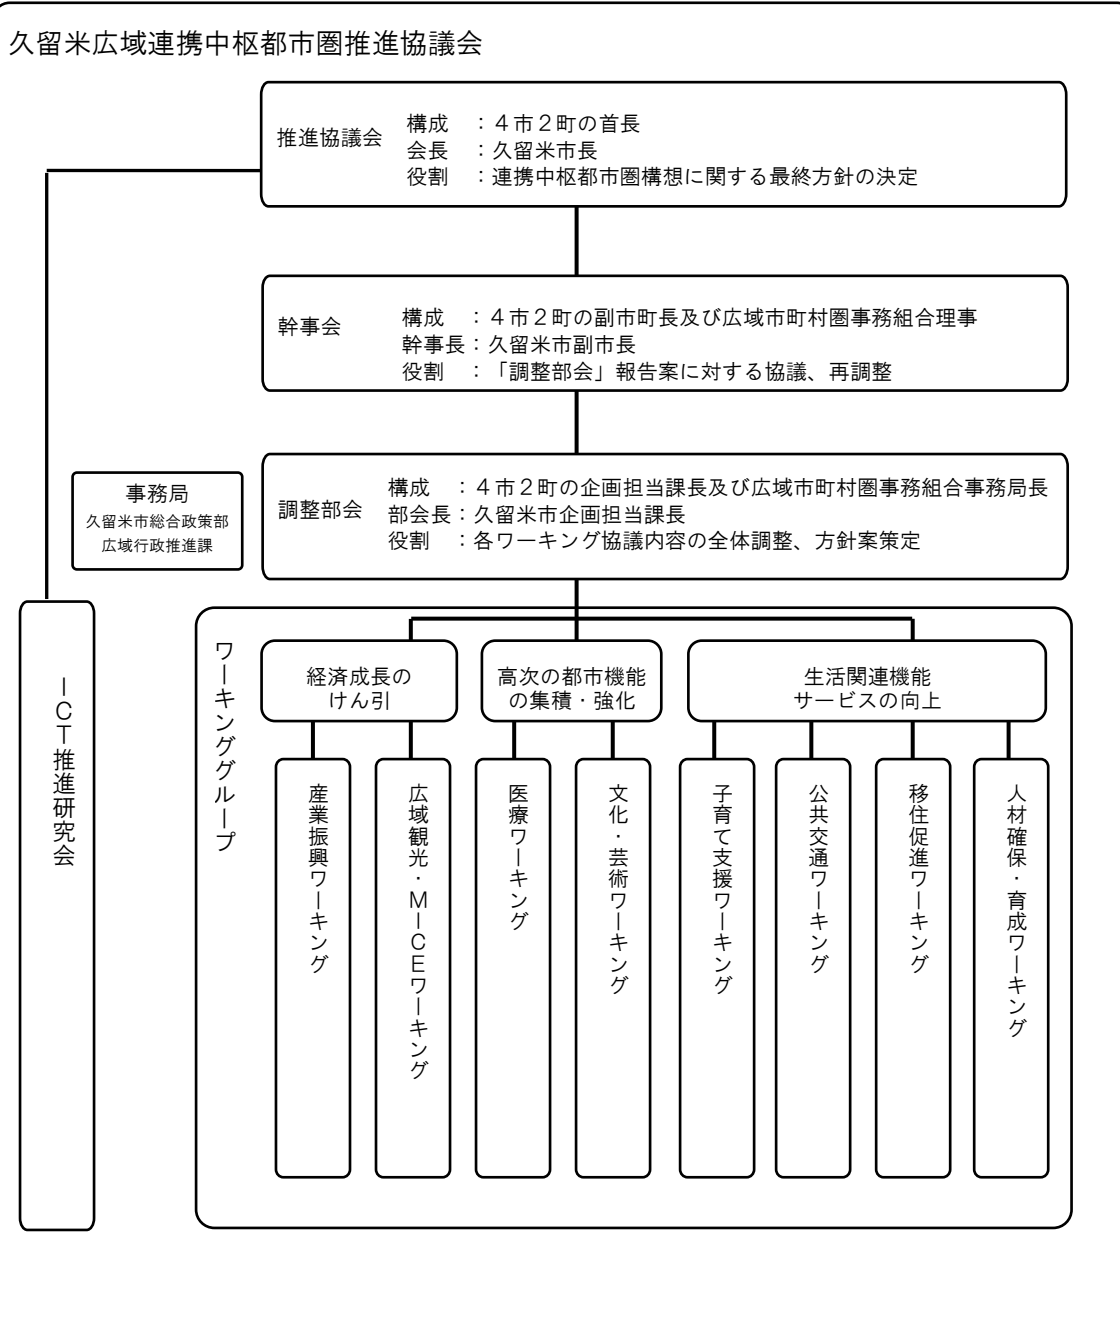 久留米広域連携中枢都市圏推進協議会
推進協議会
構成　：４市２町の首長
会長　：久留米市長
役割　：連携中枢都市圏構想に関する最終方針の決定
幹事会
構成　：４市２町の副市町長及び広域市町村圏事務組合理事
幹事長：久留米市副市長
役割　：「調整部会」報告案に対する協議、再調整
事務局
久留米市総合政策部
広域行政推進課
調整部会
構成　：４市２町の企画担当課長及び広域市町村圏事務組合事務局長
部会長：久留米市企画担当課長
役割　：各ワーキング協議内容の全体調整、方針案策定
ＩＣＴ推進研究会
ワーキンググループ
経済成長の
けん引
高次の都市機能
の集積・強化
生活関連機能
サービスの向上
産業振興ワーキング
広域観光・ＭＩＣＥワーキング
医療ワーキング
文化・芸術ワーキング
子育て支援ワーキング
公共交通ワーキング
移住促進ワーキング
人材確保・育成ワーキング